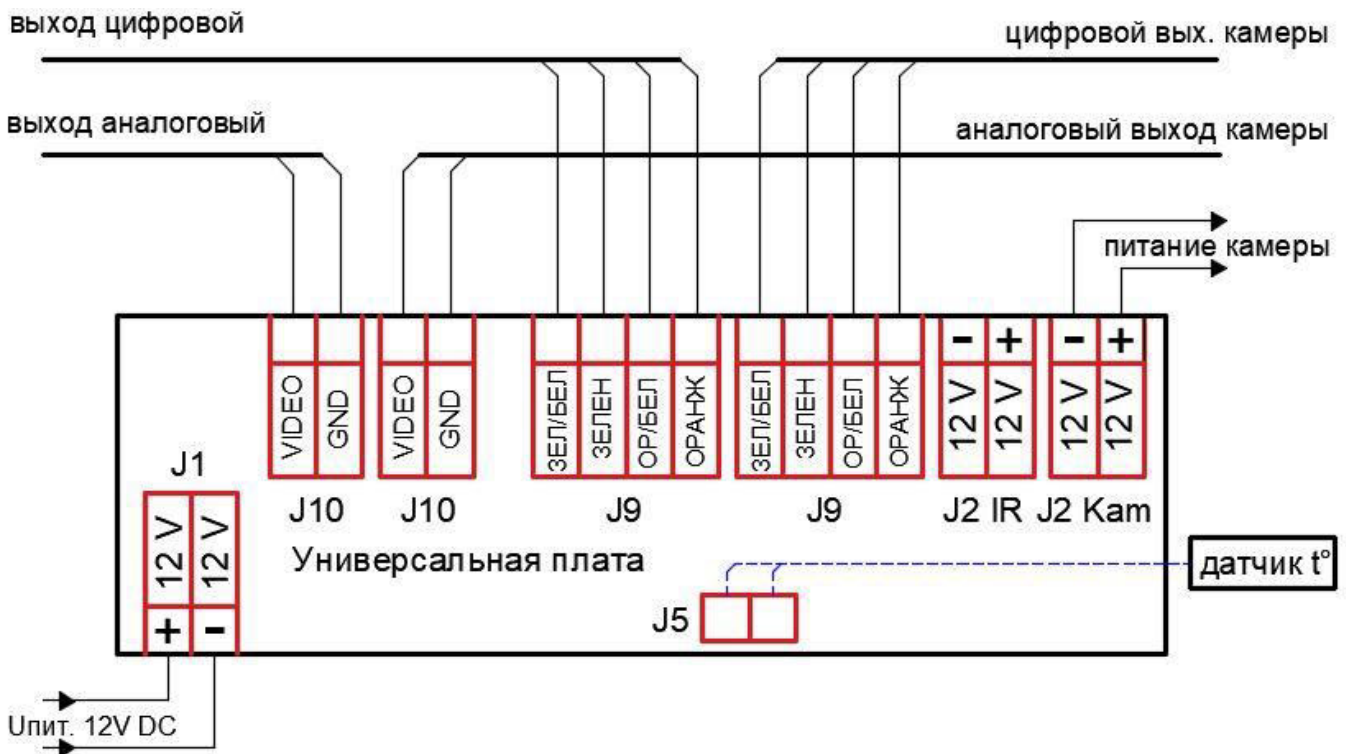 выход цифровой
цифровой вых. камеры
выход аналоговый
аналоговый выход камеры
питание камеры
- + - +
VIDEO GND VIDEO GND ЗЕЛ/БЕЛ ЗЕЛЕН ОР/БЕЛ ОРАНЖ ЗЕЛ/БЕЛ ЗЕЛЕН ОР/БЕЛ ОРАНЖ 12 V 12 V 12 V 12 V
J1
J10 J10 J9 J9 J2 IR J2 Kam
12 V 12 V
Универсальная плата
датчик t°
J5
+ -
Uпит. 12V DC